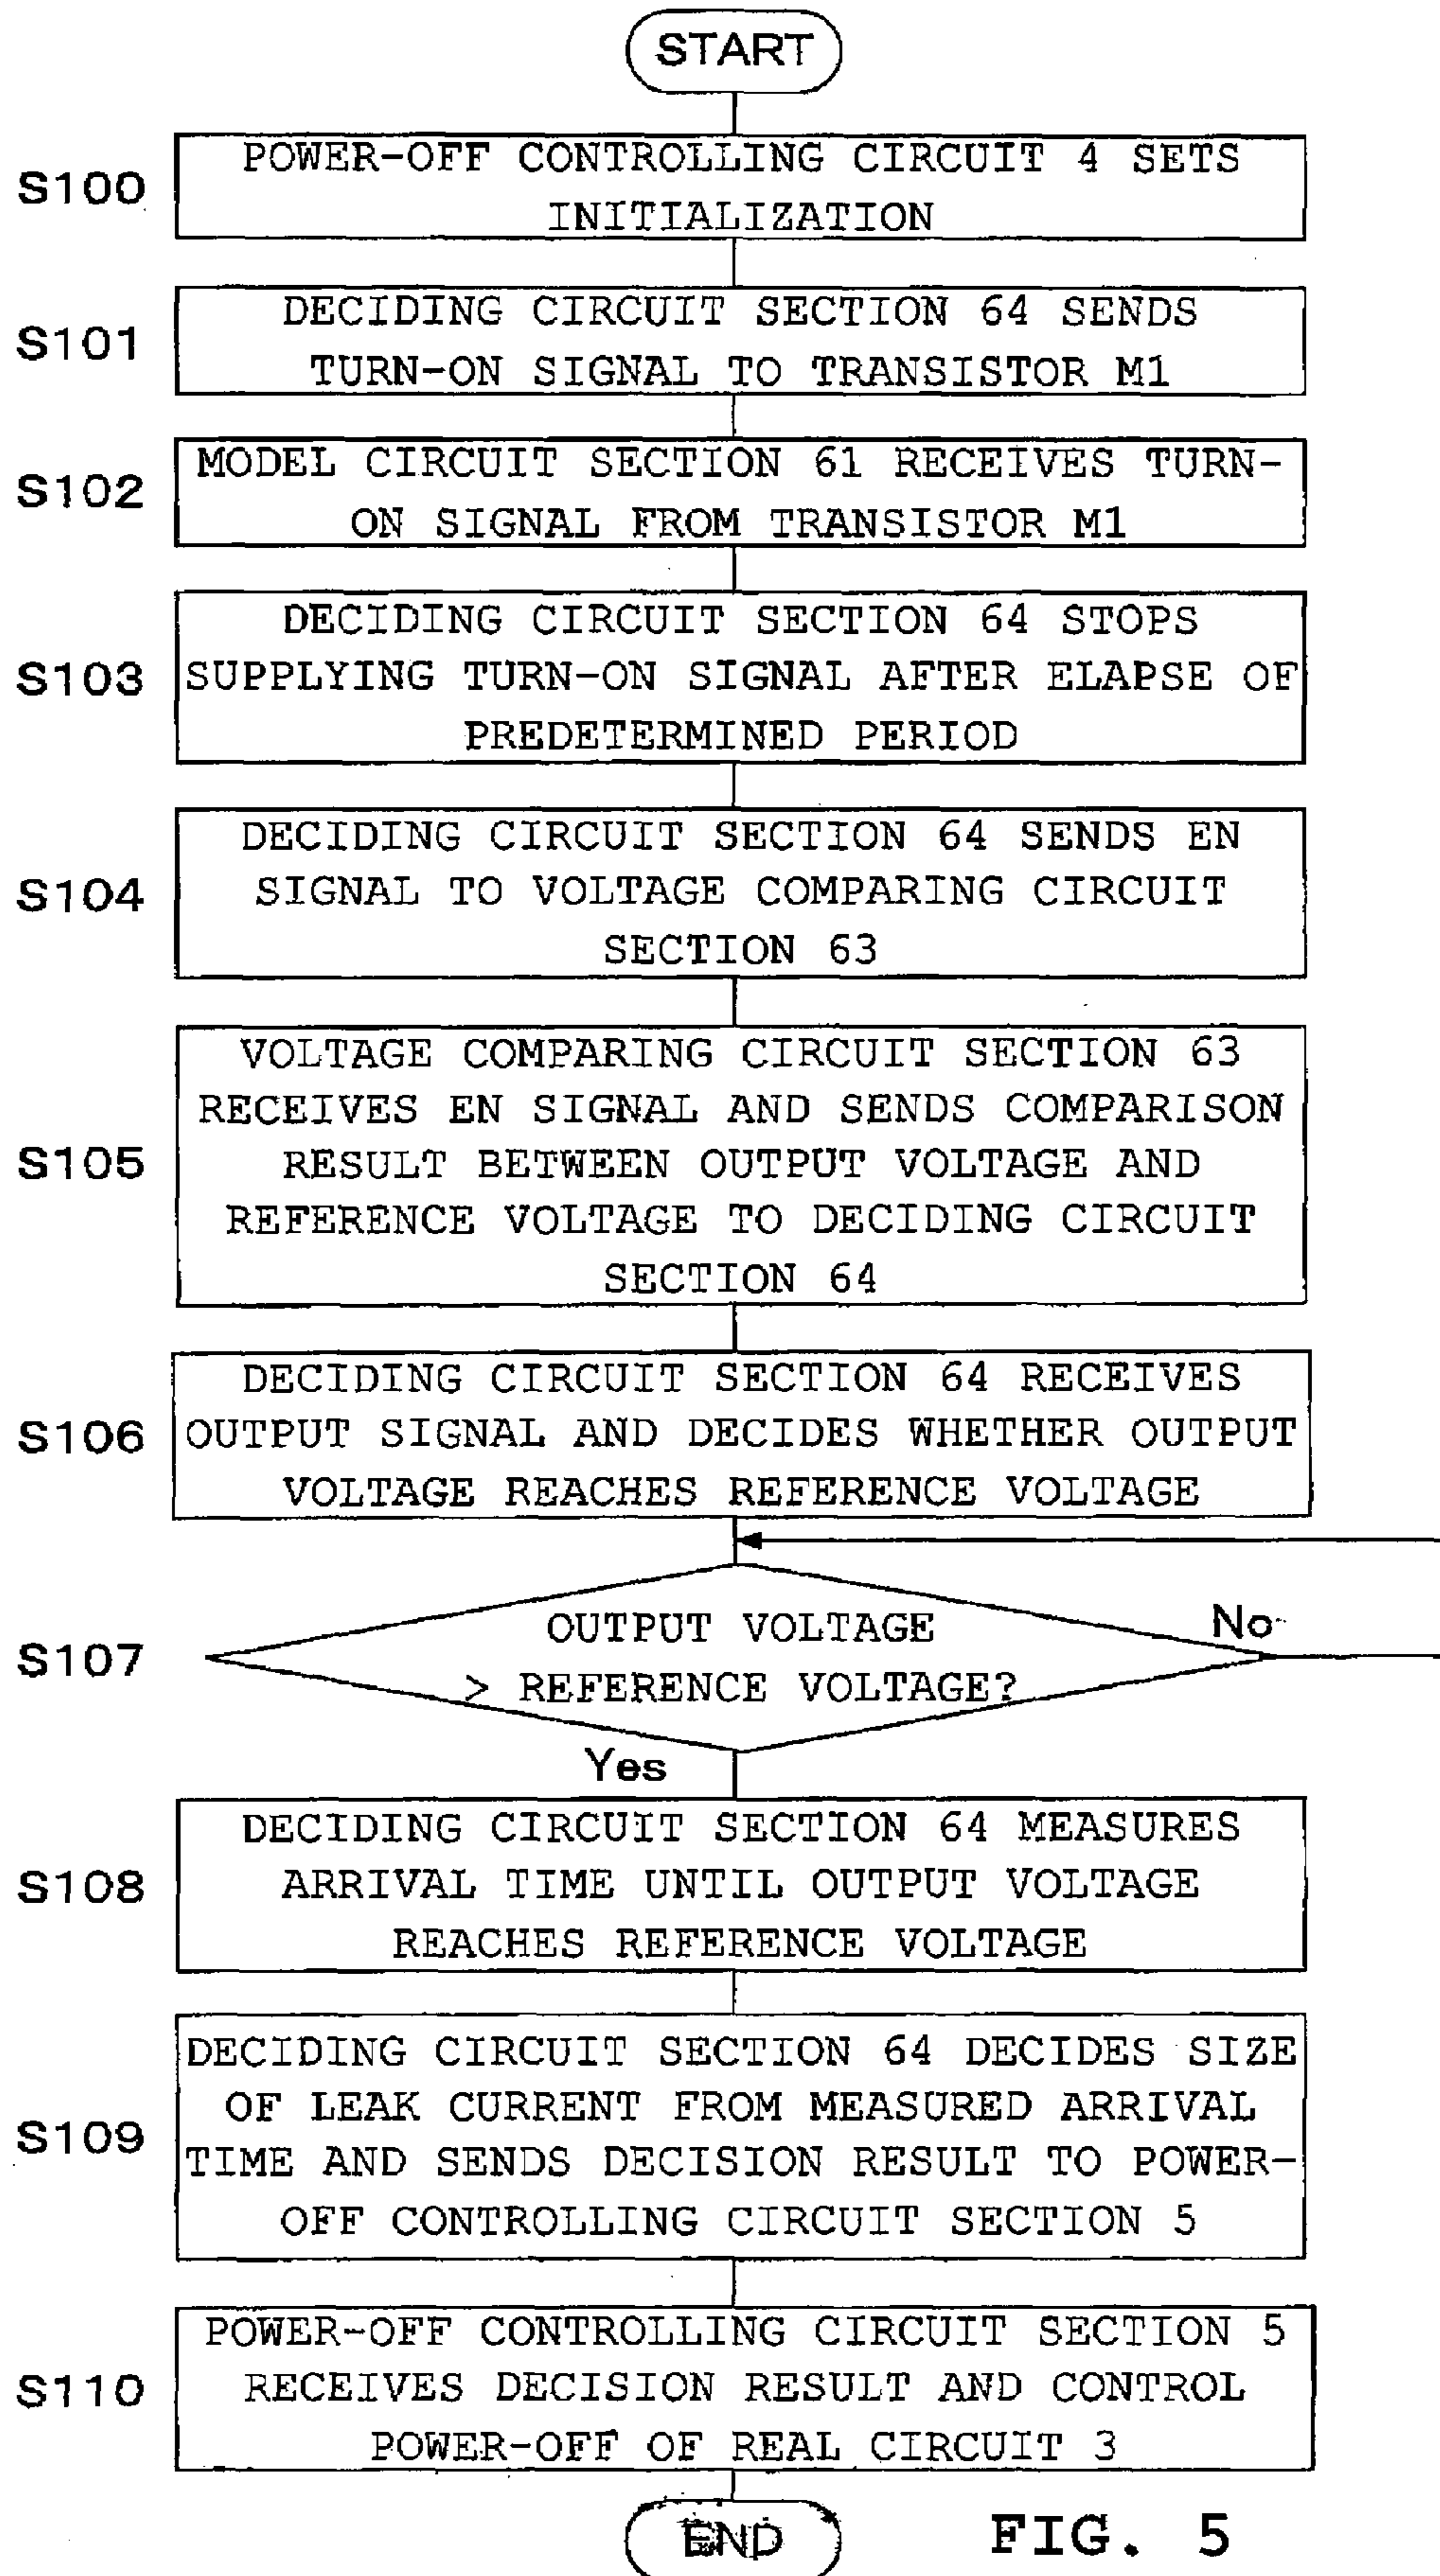 START
S100
POWER-OFF CONTROLLING CIRCUIT 4 SETS
INITIALIZATION
S101
DECIDING CIRCUIT SECTION 64 SENDS
TURN-ON SIGNAL TO TRANSISTOR M1
S102
MODEL CIRCUIT SECTION 61 RECEIVES TURN-
ON SIGNAL FROM TRANSISTOR M1
S103
DECIDING CIRCUIT SECTION 64 STOPS
SUPPLYING TURN-ON SIGNAL AFTER ELAPSE OF
PREDETERMINED PERIOD
S104
DECIDING CIRCUIT SECTION 64 SENDS EN
SIGNAL TO VOLTAGE COMPARING CIRCUIT
SECTION 63
S105
VOLTAGE COMPARING CIRCUIT SECTION 63
RECEIVES EN SIGNAL AND SENDS COMPARISON
RESULT BETWEEN OUTPUT VOLTAGE AND
REFERENCE VOLTAGE TO DECIDING CIRCUIT
SECTION 64
S106
DECIDING CIRCUIT SECTION 64 RECEIVES
OUTPUT SIGNAL AND DECIDES WHETHER OUTPUT
VOLTAGE REACHES REFERENCE VOLTAGE
S107
OUTPUT VOLTAGE
> REFERENCE VOLTAGE?
No
Yes
S108
DECIDING CIRCUIT SECTION 64 MEASURES
ARRIVAL TIME UNTIL OUTPUT VOLTAGE
REACHES REFERENCE VOLTAGE
S109
DECIDING CIRCUIT SECTION 64 DECIDES SIZE
OF LEAK CURRENT FROM MEASURED ARRIVAL
TIME AND SENDS DECISION RESULT TO POWER-
OFF CONTROLLING CIRCUIT SECTION 5
S110
POWER-OFF CONTROLLING CIRCUIT SECTION 5
RECEIVES DECISION RESULT AND CONTROL
POWER-OFF OF REAL CIRCUIT 3
END
FIG. 5